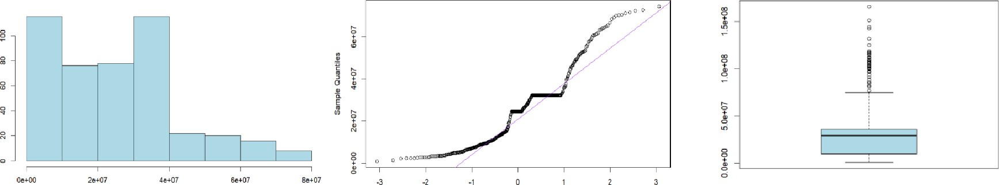 0 20 40 60 80 100
0e+00 2e+07 4e+07 6e+07 8e+07
Sample Quantiles
0e+00 2e+07 4e+07 6e+07
-3 -2 -1 0 1 2 3
0.0e+00 5.0e+07 1.0e+08 1.5e+08